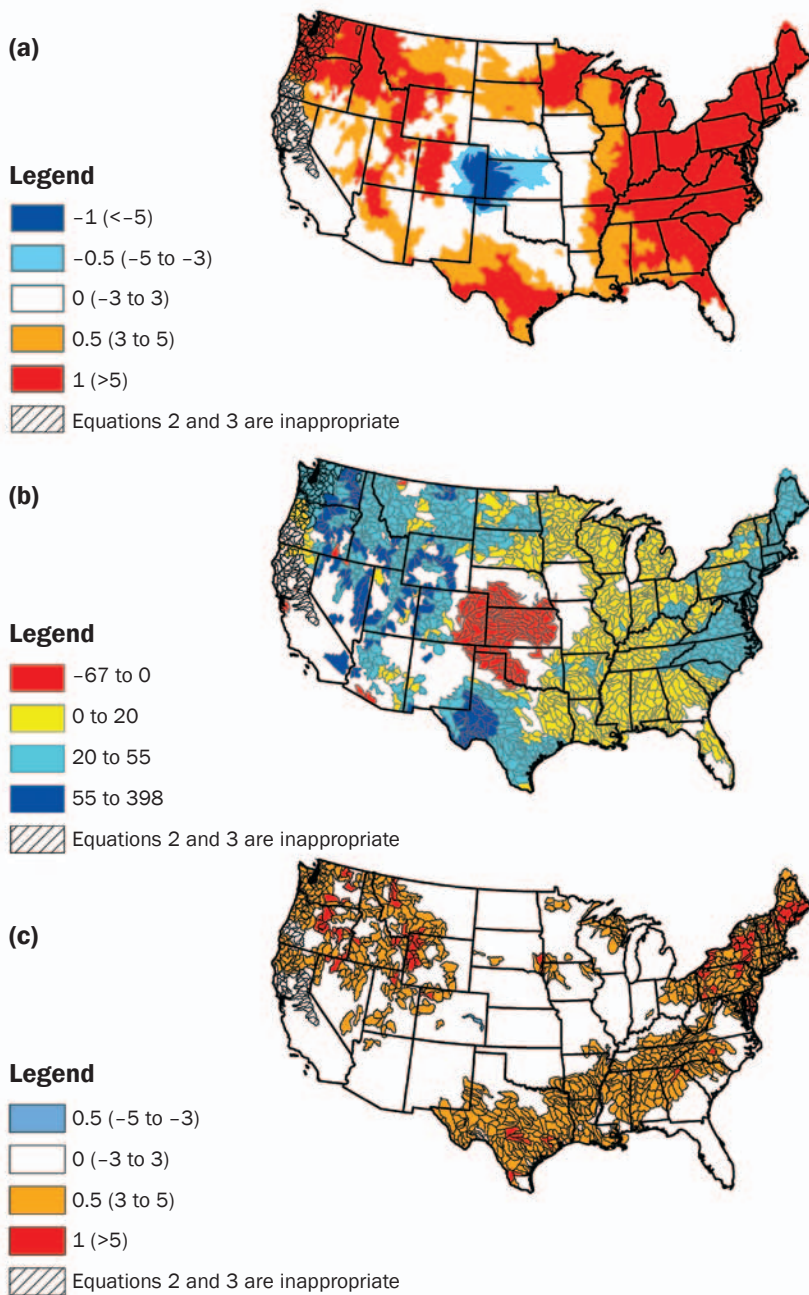 (a)
Legend
–1 (<–5)
–0.5 (–5 to –3)
0 (–3 to 3)
0.5 (3 to 5)
1 (>5)
Equations 2 and 3 are inappropriate
(b)
Legend
–67 to 0
0 to 20
20 to 55
55 to 398
Equations 2 and 3 are inappropriate
(c)
Legend
0.5 (–5 to –3)
0 (–3 to 3)
0.5 (3 to 5)
1 (>5)
Equations 2 and 3 are inappropriate